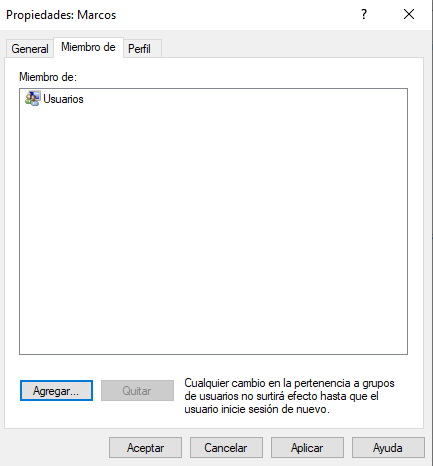 Propiedades: Marcos
?
General
Miembro de
Perfil
Miembro de:
Usuarios
Agregar...
Quitar
Cualquier cambio en la pertenencia a grupos
de usuarios no surtirá efecto hasta que el
usuario inicie sesión de nuevo.
Aceptar
Cancelar
Aplicar
Ayuda